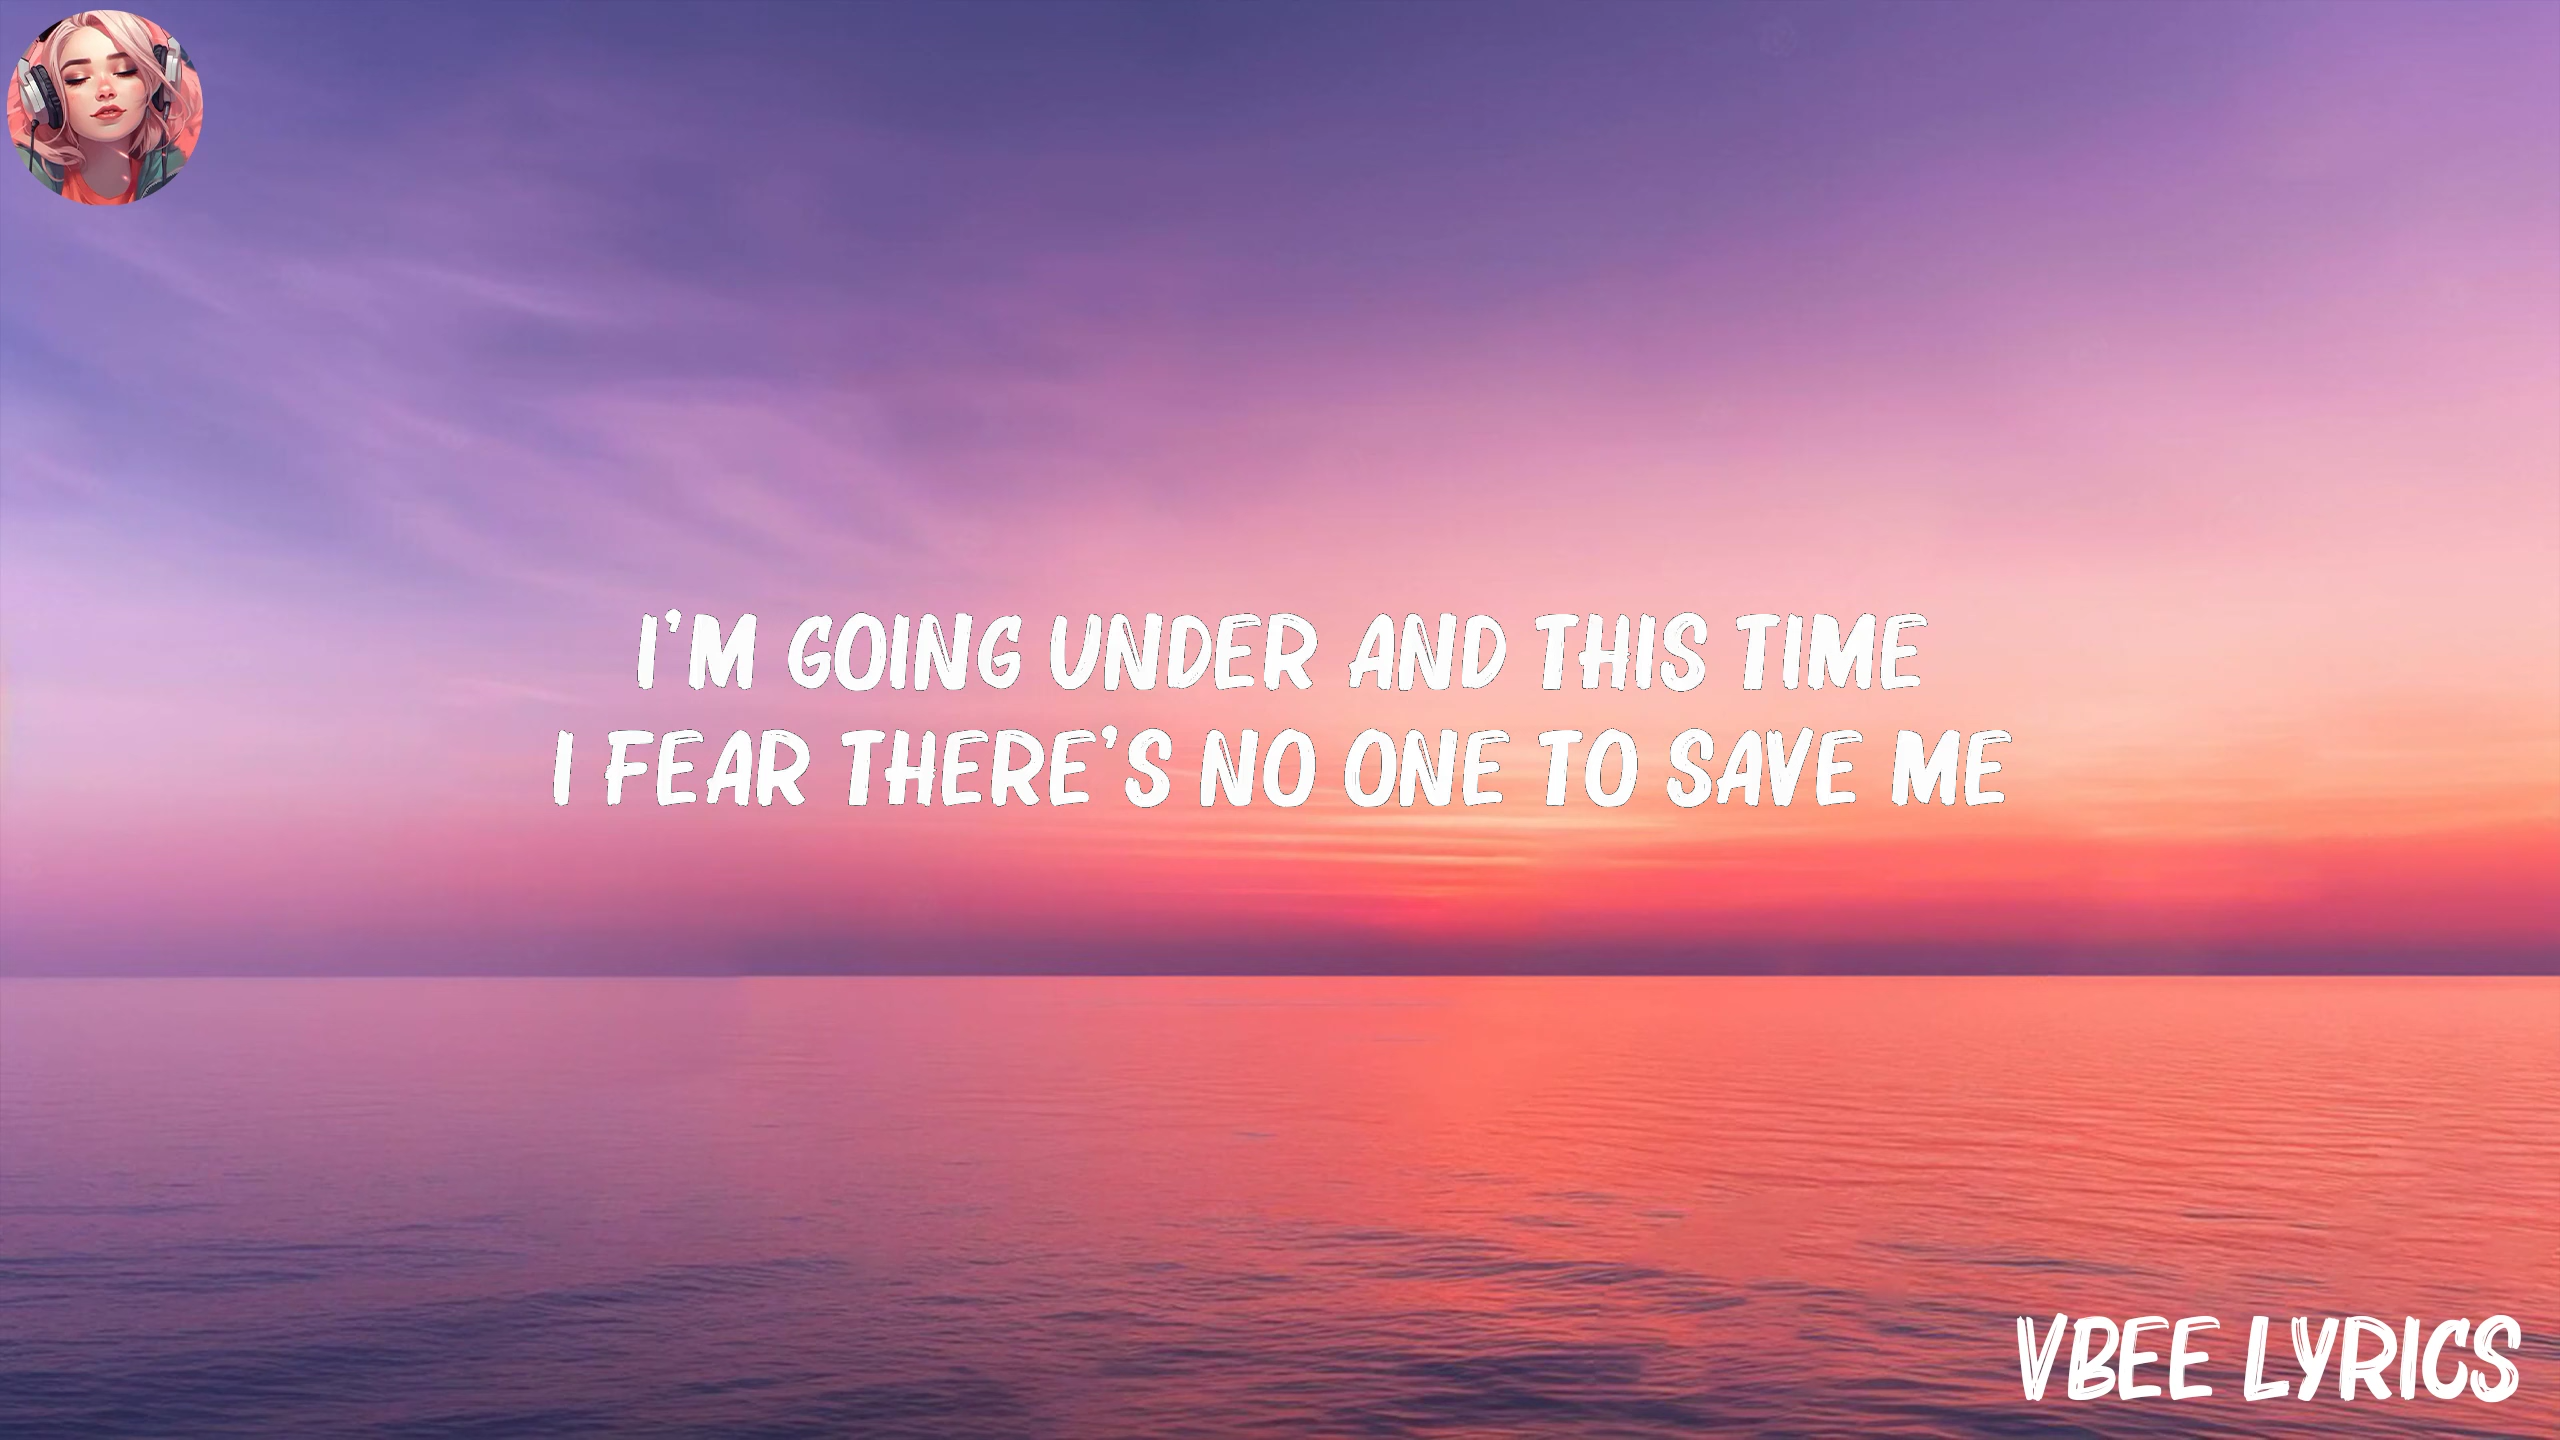 I'M GOING UNDER AND THIS TIME
I FEAR THERE'S NO ONE TO SAVE ME
VBEE LYRICS